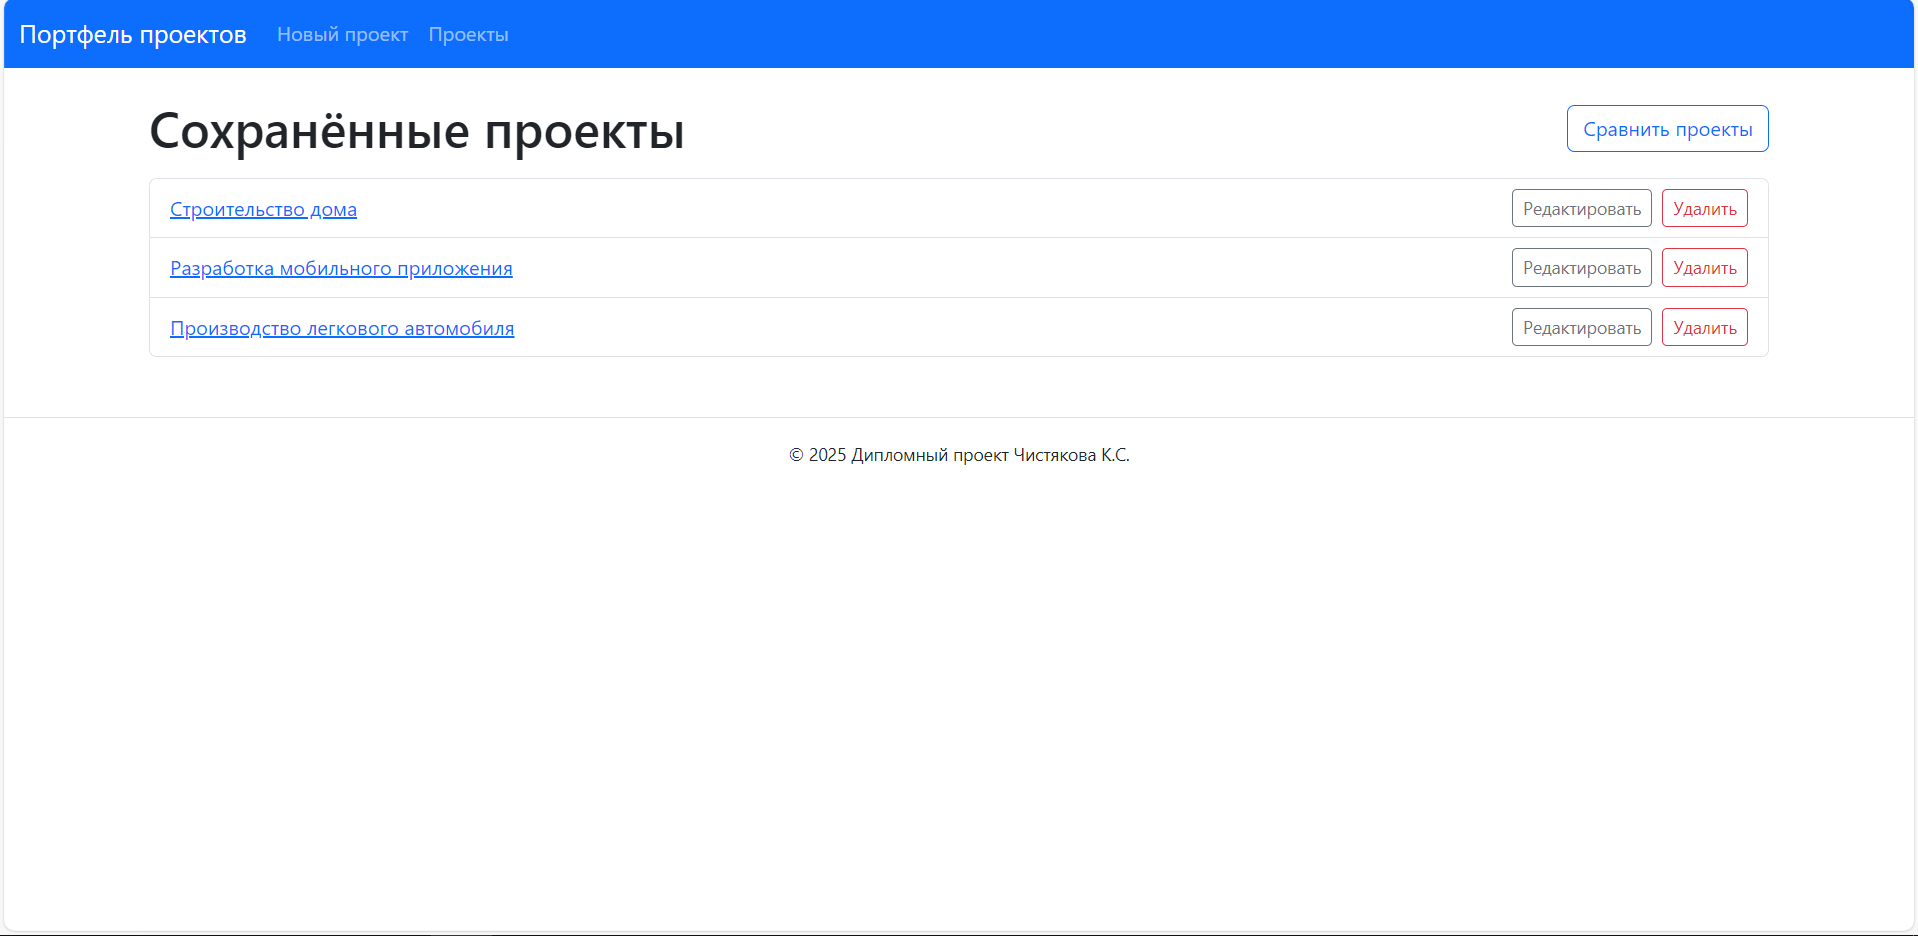 Портфель проектов Новый проект Проекты
Сохранённые проекты Сравнить проекты
Строительство дома Редактировать Удалить
Разработка мобильного приложения Редактировать Удалить
Производство легкового автомобиля Редактировать Удалить
© 2025 Дипломный проект Чистякова К.С.